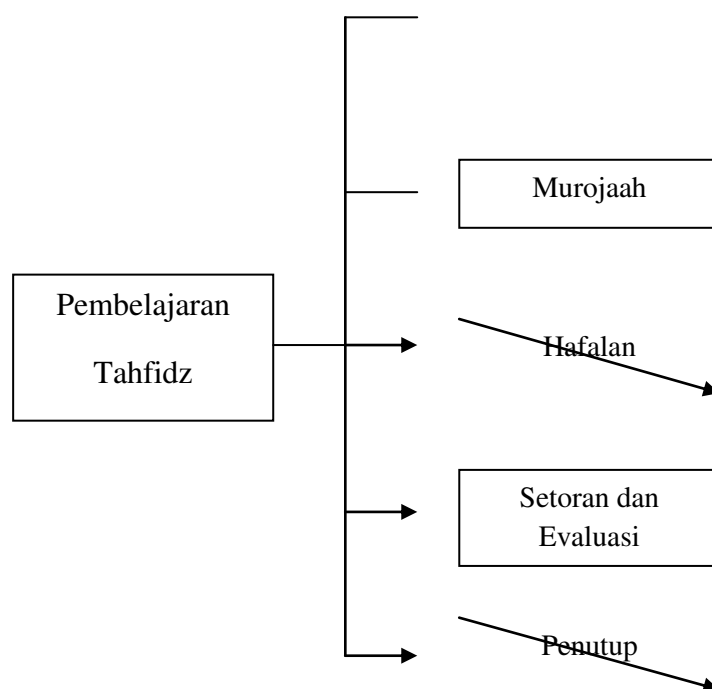 Murojaah
Pembelajaran
Tahfidz
Hafalan
Setoran dan
Evaluasi
Penutup